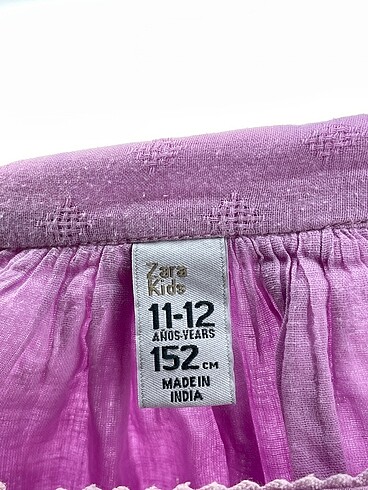 Zara
Kids
11-12
AÑOS-YEARS
152 CM
MADE IN
INDIA